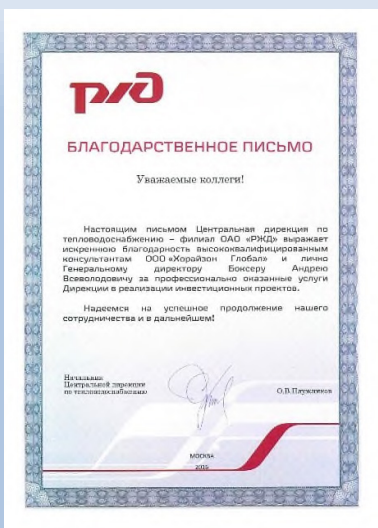 ржд
БЛАГОДАРСТВЕННОЕ ПИСЬМО
Уважаемые коллеги!
Настоящим письмом Центральная дирекция по
тепловодоснабжению – филиал ОАО «РЖД» выражает
искреннюю благодарность высококвалифицированным
консультантам ООО «Хорайзон Глобал» и лично
Генеральному директору Боксеру Андрею
Всеволодовичу за профессионально оказанные услуги
Дирекции в реализации инвестиционных проектов.
Надеемся на успешное продолжение нашего
сотрудничества и в дальнейшем!
Начальник
Центральной дирекции
по тепловодоснабжению
О.В.Плужников
МОСКВА